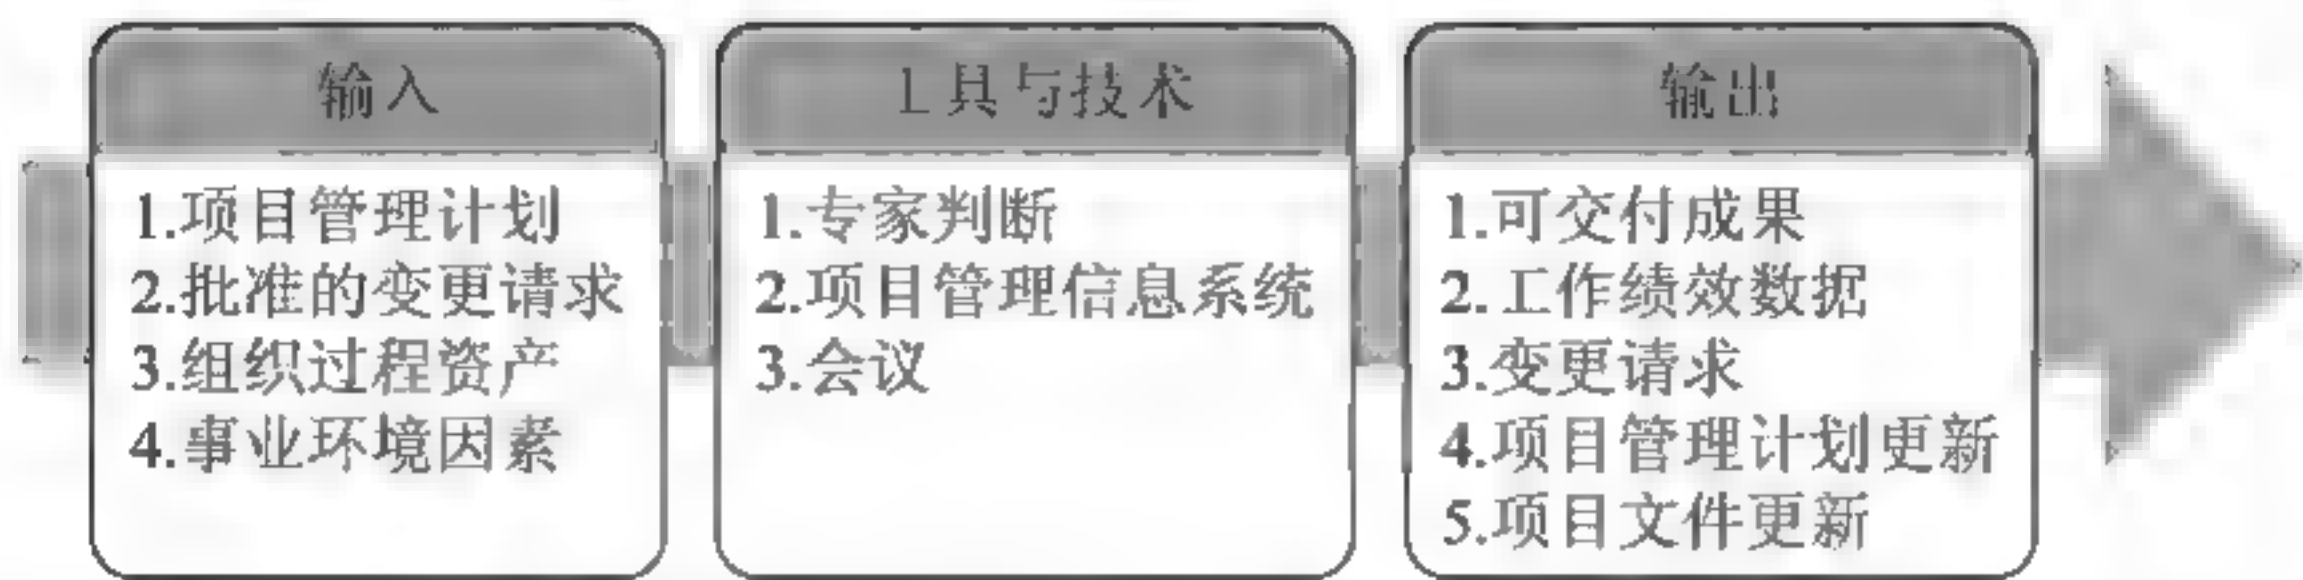 输入
1.项目管理计划
2.批准的变更请求
3.组织过程资产
4.事业环境因素
工具与技术
1.专家判断
2.项目管理信息系统
3.会议
输出
1.可交付成果
2.工作绩效数据
3.变更请求
4.项目管理计划更新
5.项目文件更新